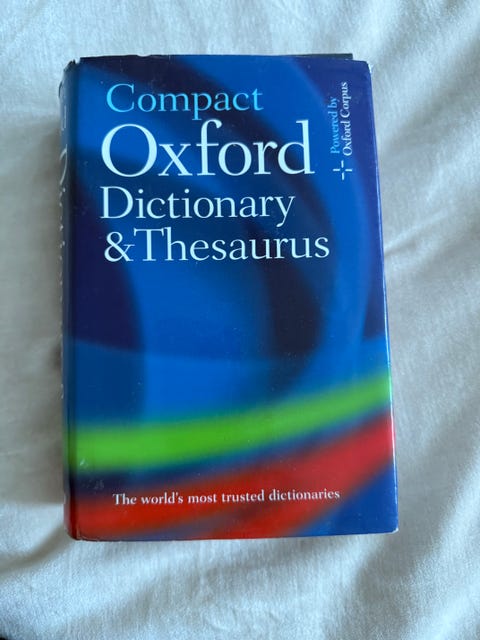 Compact
Oxford
Dictionary
&Thesaurus
Powered by
Oxford Corpus
The world's most trusted dictionaries